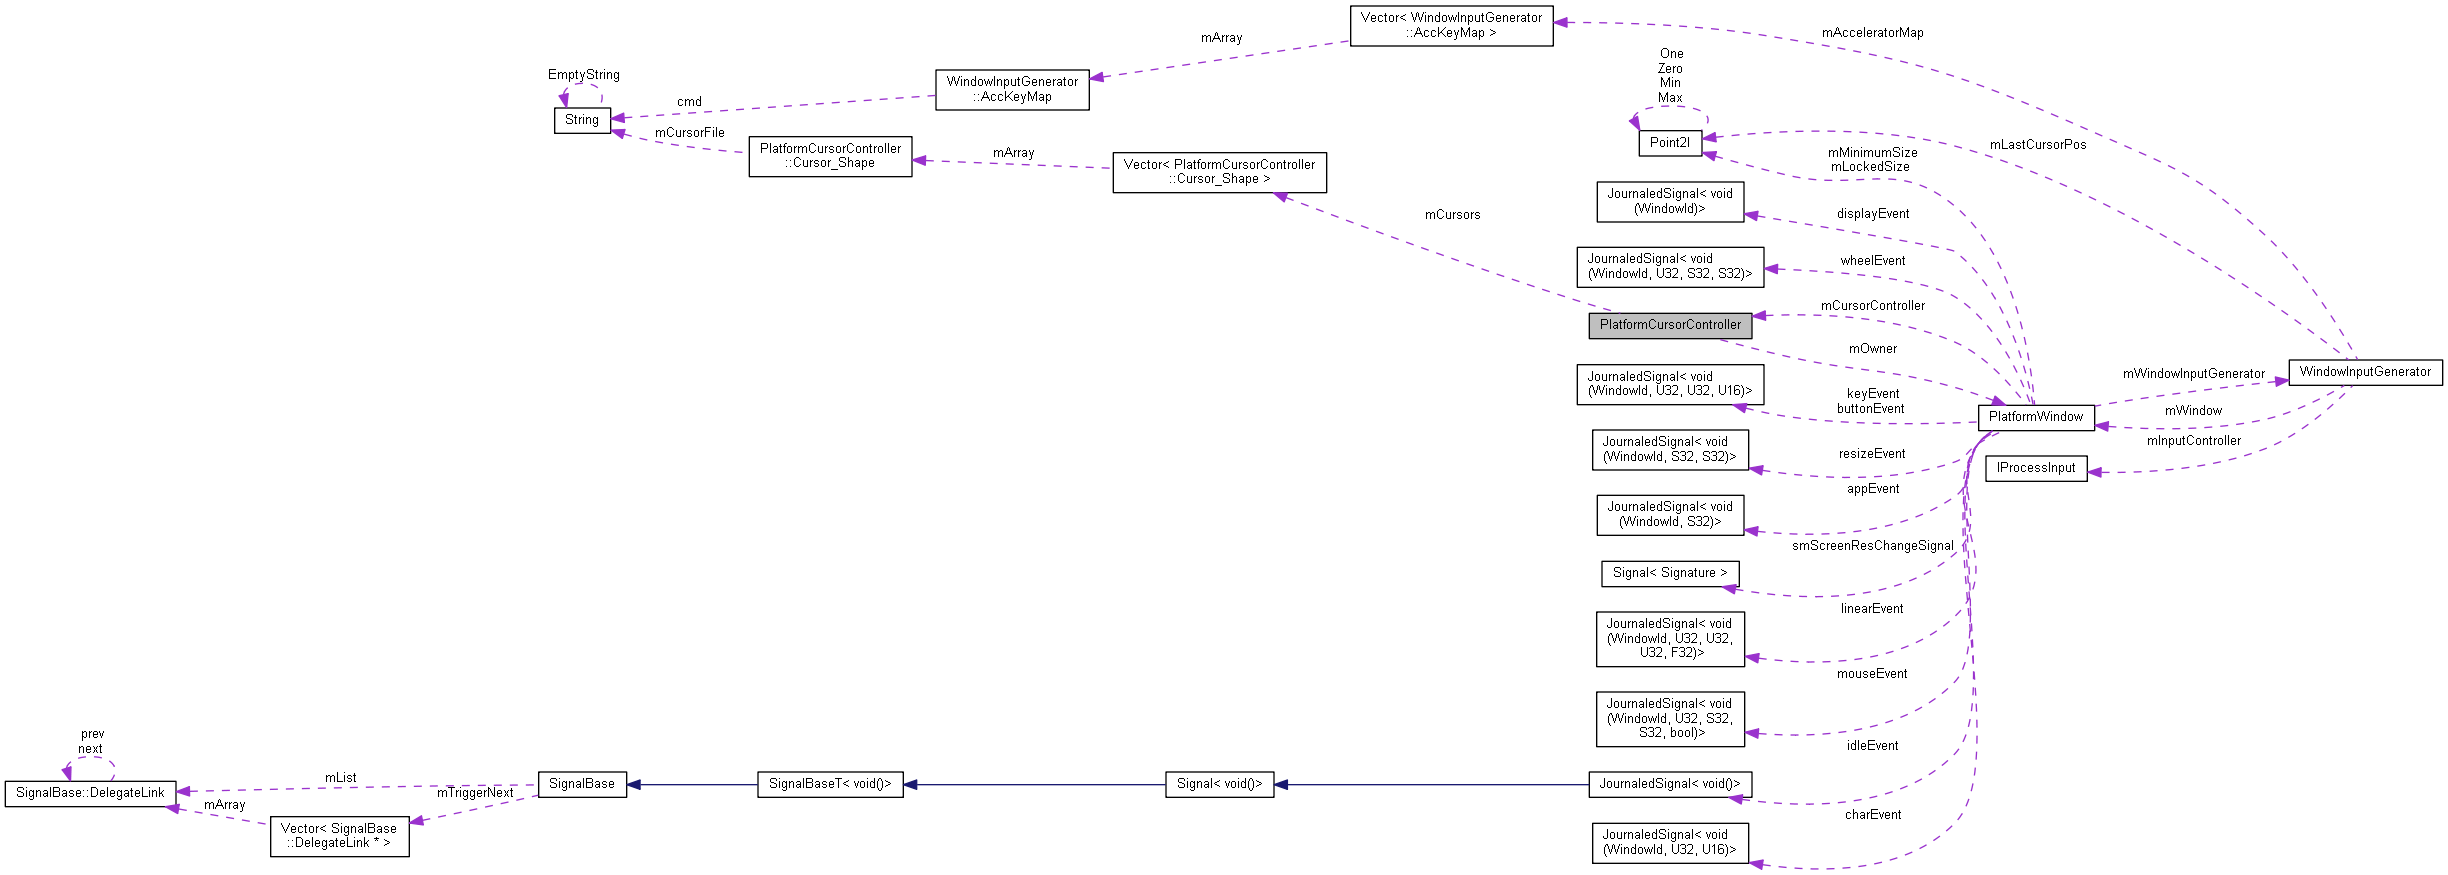 Vector< WindowInputGenerator
::AccKeyMap >
mAcceleratorMap
mArray
One
Zero
Min
Max
EmptyString
WindowInputGenerator
::AccKeyMap
cmd
String
mCursorFile
PlatformCursorController
::Cursor_Shape
mArray
Vector< PlatformCursorController
::Cursor_Shape >
Point2I
mLastCursorPos
mMinimumSize
mLockedSize
JournaledSignal< void
(WindowId)>
displayEvent
mCursors
JournaledSignal< void
(WindowId, U32, S32, S32)>
wheelEvent
mCursorController
PlatformCursorController
mOwner
JournaledSignal< void
(WindowId, U32, U32, U16)>
keyEvent
buttonEvent
mWindowInputGenerator
WindowInputGenerator
PlatformWindow
mWindow
mInputController
JournaledSignal< void
(WindowId, S32, S32)>
resizeEvent
IProcessInput
appEvent
JournaledSignal< void
(WindowId, S32)>
smScreenResChangeSignal
Signal< Signature >
linearEvent
JournaledSignal< void
(WindowId, U32, U32,
U32, F32)>
mouseEvent
JournaledSignal< void
(WindowId, U32, S32,
S32, bool)>
idleEvent
prev
next
SignalBase::DelegateLink
mList
mArray
mTriggerNext
SignalBase
SignalBaseT< void()>
Signal< void()>
JournaledSignal< void()>
Vector< SignalBase
::DelegateLink * >
charEvent
JournaledSignal< void
(WindowId, U32, U16)>